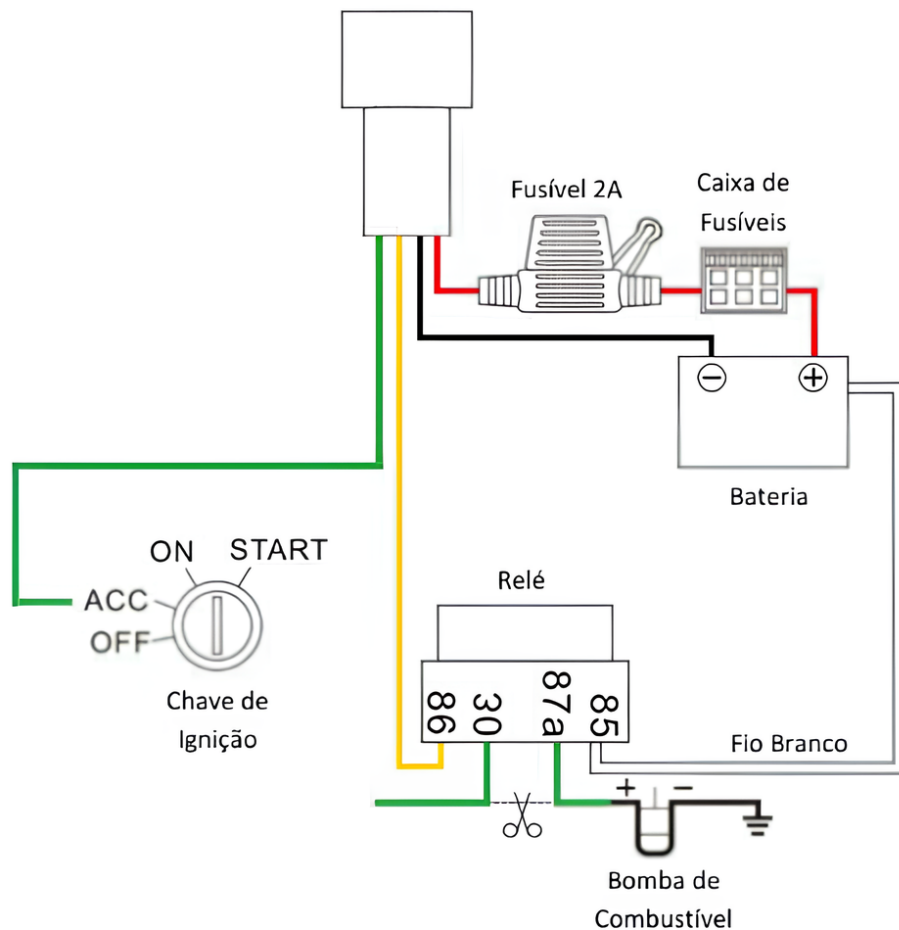 Fusível 2A
Caixa de
Fusíveis
− +
Bateria
ON START
ACC
OFF
Chave de
Ignição
Relé
86 30 87a 85
Fio Branco
+ −
Bomba de
Combustível